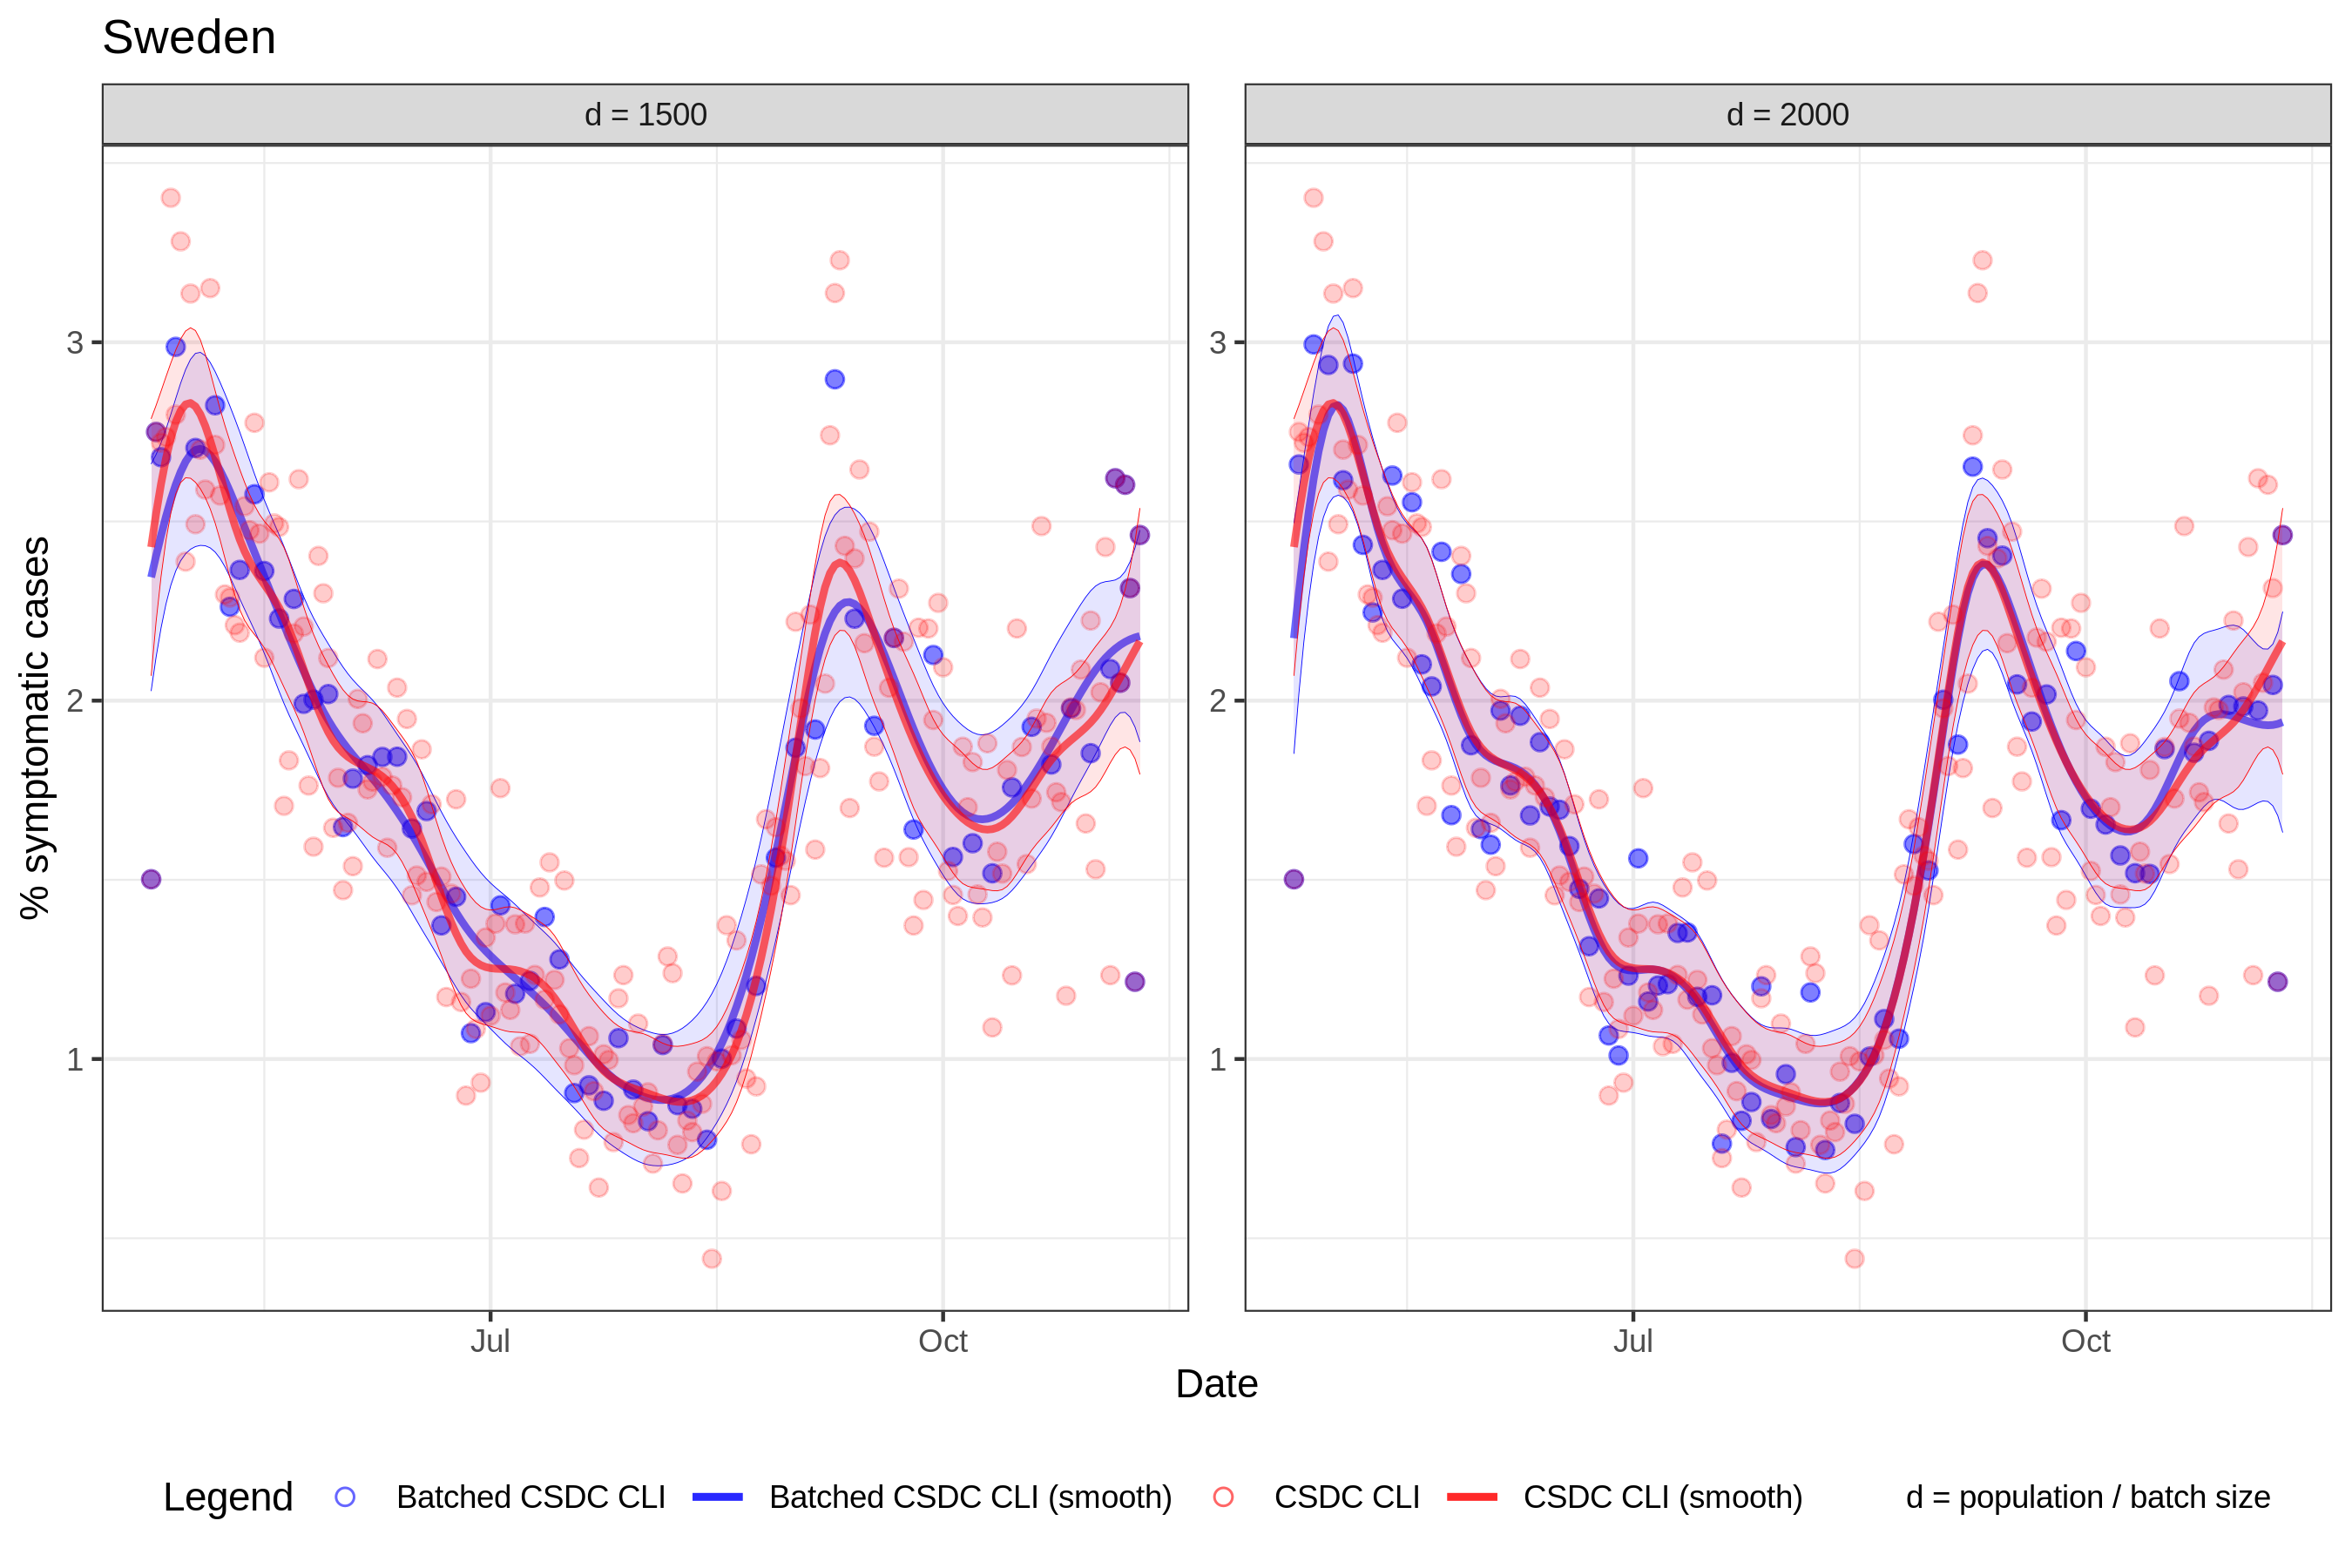 Sweden
d = 1500
d = 2000
% symptomatic cases
3
2
1
3
2
1
Jul
Oct
Jul
Oct
Date
Legend
Batched CSDC CLI
Batched CSDC CLI (smooth)
CSDC CLI
CSDC CLI (smooth)
d = population / batch size